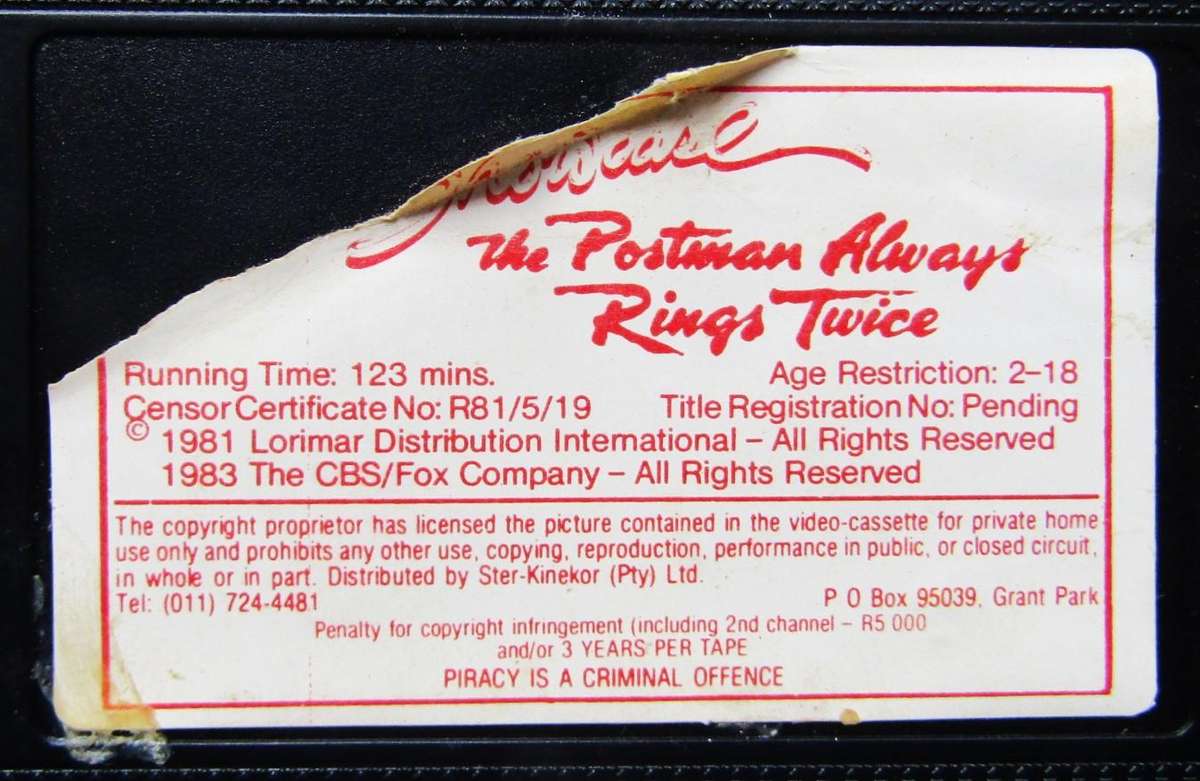 Showcase
The Postman Always
Rings Twice
Running Time: 123 mins. Age Restriction: 2–18
Censor Certificate No: R81/5/19 Title Registration No: Pending
© 1981 Lorimar Distribution International – All Rights Reserved
1983 The CBS/Fox Company – All Rights Reserved
The copyright proprietor has licensed the picture contained in the video-cassette for private home
use only and prohibits any other use, copying, reproduction, performance in public, or closed circuit,
in whole or in part. Distributed by Ster-Kinekor (Pty) Ltd.
Tel: (011) 724-4481 P O Box 95039, Grant Park
Penalty for copyright infringement (including 2nd channel – R5 000
and/or 3 YEARS PER TAPE
PIRACY IS A CRIMINAL OFFENCE